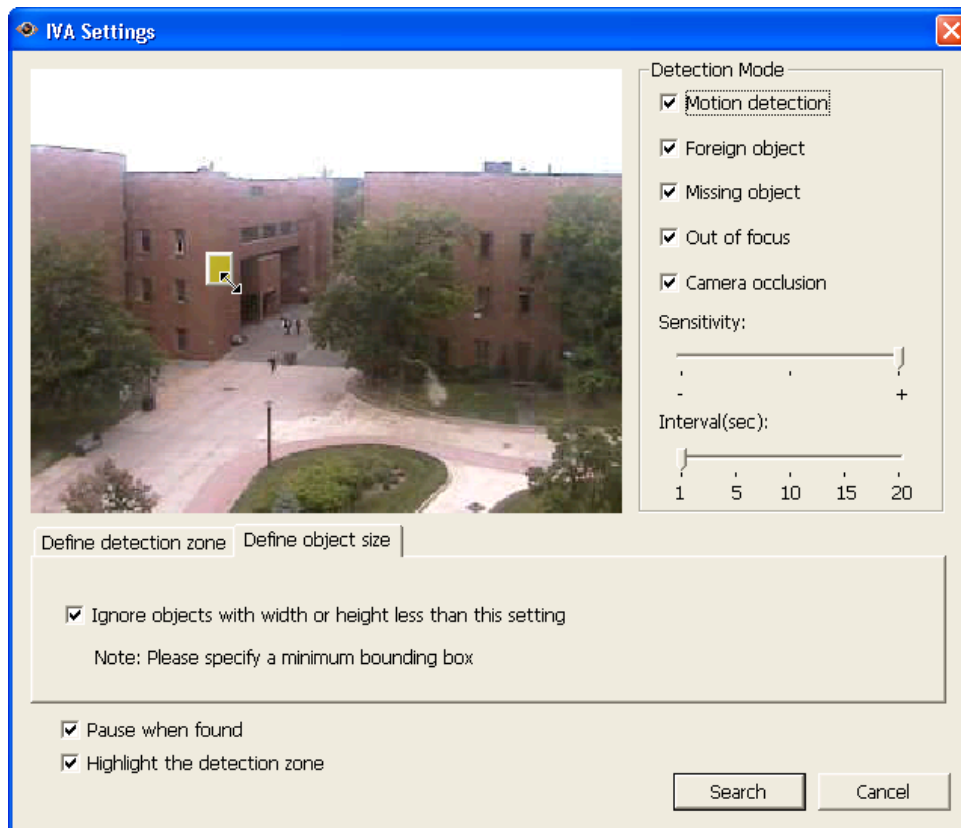 IVA Settings
Detection Mode
Motion detection
Foreign object
Missing object
Out of focus
Camera occlusion
Sensitivity:
- +
Interval(sec):
1 5 10 15 20
Define detection zone Define object size
Ignore objects with width or height less than this setting
Note: Please specify a minimum bounding box
Pause when found
Highlight the detection zone
Search Cancel